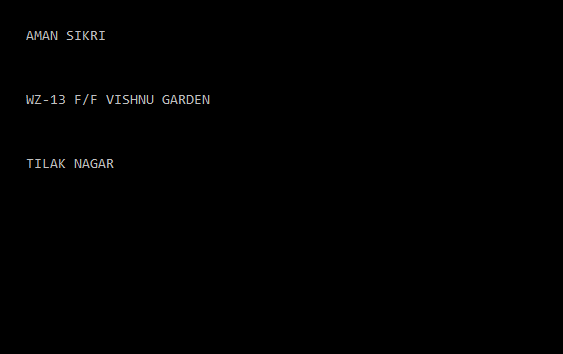 AMAN SIKRI
WZ-13 F/F VISHNU GARDEN
TILAK NAGAR